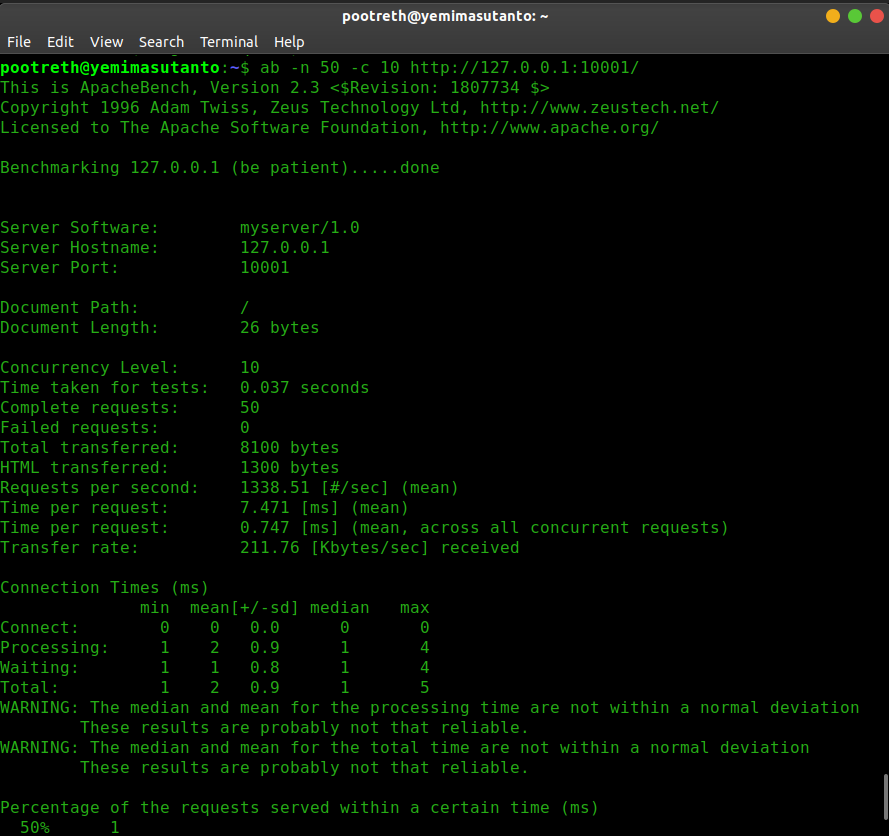 pootreth@yemimasutanto: ~
File Edit View Search Terminal Help
pootreth@yemimasutanto:~$ ab -n 50 -c 10 http://127.0.0.1:10001/
This is ApacheBench, Version 2.3 <$Revision: 1807734 $>
Copyright 1996 Adam Twiss, Zeus Technology Ltd, http://www.zeustech.net/
Licensed to The Apache Software Foundation, http://www.apache.org/

Benchmarking 127.0.0.1 (be patient).....done


Server Software:        myserver/1.0
Server Hostname:        127.0.0.1
Server Port:            10001

Document Path:          /
Document Length:        26 bytes

Concurrency Level:      10
Time taken for tests:   0.037 seconds
Complete requests:      50
Failed requests:        0
Total transferred:      8100 bytes
HTML transferred:       1300 bytes
Requests per second:    1338.51 [#/sec] (mean)
Time per request:       7.471 [ms] (mean)
Time per request:       0.747 [ms] (mean, across all concurrent requests)
Transfer rate:          211.76 [Kbytes/sec] received

Connection Times (ms)
              min  mean[+/-sd] median   max
Connect:        0    0   0.0      0       0
Processing:     1    2   0.9      1       4
Waiting:        1    1   0.8      1       4
Total:          1    2   0.9      1       5
WARNING: The median and mean for the processing time are not within a normal deviation
        These results are probably not that reliable.
WARNING: The median and mean for the total time are not within a normal deviation
        These results are probably not that reliable.

Percentage of the requests served within a certain time (ms)
  50%      1